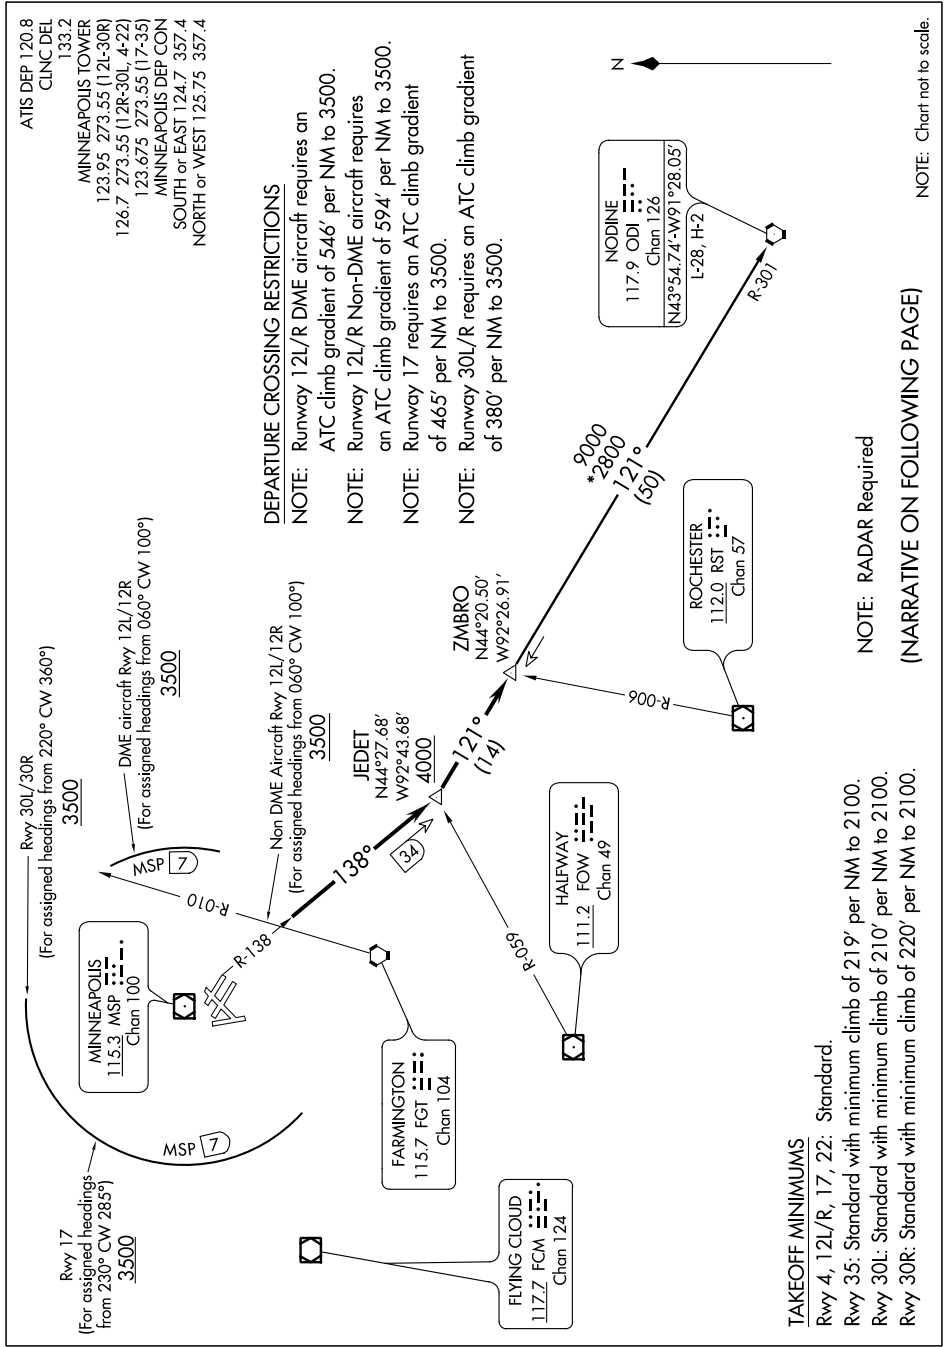 ATIS DEP 120.8
CLNC DEL
133.2
MINNEAPOLIS TOWER
123.95 273.55 (12L-30R)
126.7 273.55 (12R-30L, 4-22)
123.675 273.55 (17-35)
MINNEAPOLIS DEP CON
SOUTH or EAST 124.7 357.4
NORTH or WEST 125.75 357.4
DEPARTURE CROSSING RESTRICTIONS
NOTE: Runway 12L/R DME aircraft requires an
ATC climb gradient of 546' per NM to 3500.
NOTE: Runway 12L/R Non-DME aircraft requires
an ATC climb gradient of 594' per NM to 3500.
NOTE: Runway 17 requires an ATC climb gradient
of 465' per NM to 3500.
NOTE: Runway 30L/R requires an ATC climb gradient
of 380' per NM to 3500.
N
Rwy 30L/30R
(For assigned headings from 220° CW 360°)
3500
DME aircraft Rwy 12L/12R
(For assigned headings from 060° CW 100°)
3500
Non DME Aircraft Rwy 12L/12R
(For assigned headings from 060° CW 100°)
3500
Rwy 17
(For assigned headings
from 230° CW 285°)
3500
MSP 7
MSP 7
MINNEAPOLIS
115.3 MSP
Chan 100
R-010
R-138
138°
34
JEDET
N44°27.68'
W92°43.68'
4000
121°
(14)
ZMBRO
N44°20.50'
W92°26.91'
9000
*2800
121°
(50)
R-301
NODINE
117.9 ODI
Chan 126
N43°54.74'-W91°28.05'
L-28, H-2
R-006
ROCHESTER
112.0 RST
Chan 57
R-059
HALFWAY
111.2 FOW
Chan 49
FARMINGTON
115.7 FGT
Chan 104
FLYING CLOUD
117.7 FCM
Chan 124
TAKEOFF MINIMUMS
Rwy 4, 12L/R, 17, 22: Standard.
Rwy 35: Standard with minimum climb of 219' per NM to 2100.
Rwy 30L: Standard with minimum climb of 210' per NM to 2100.
Rwy 30R: Standard with minimum climb of 220' per NM to 2100.
NOTE: RADAR Required
(NARRATIVE ON FOLLOWING PAGE)
NOTE: Chart not to scale.